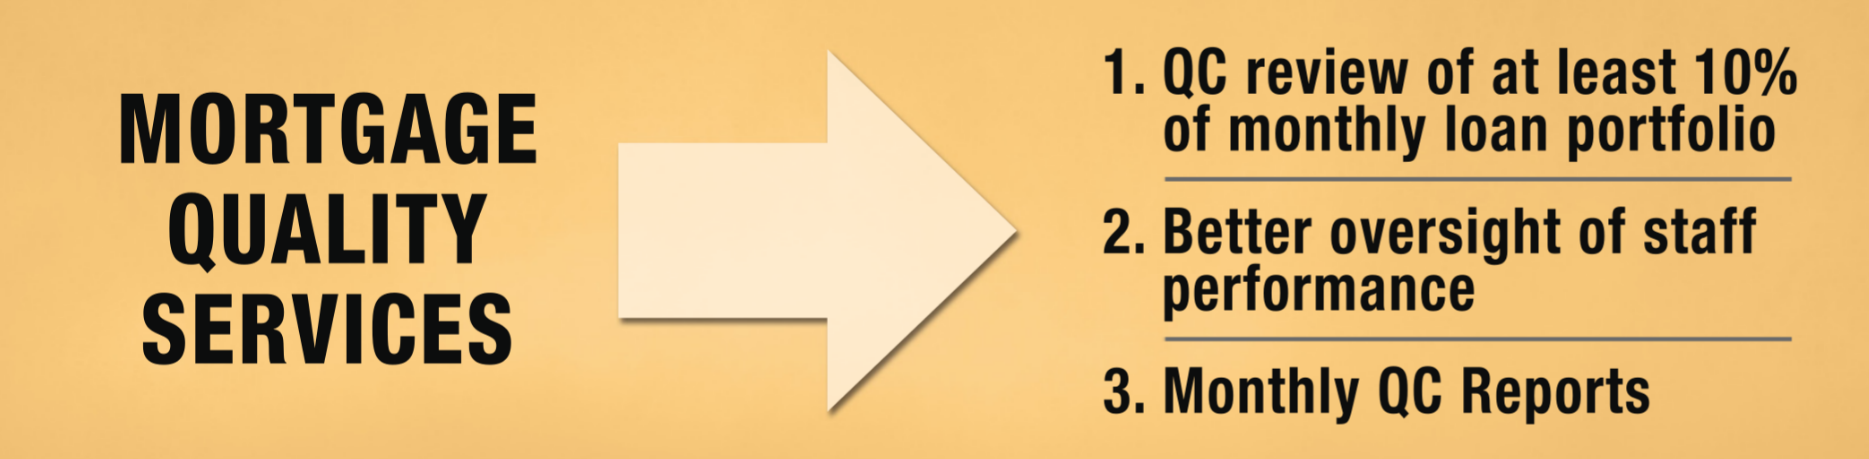 MORTGAGE
QUALITY
SERVICES
1. QC review of at least 10%
of monthly loan portfolio
2. Better oversight of staff
performance
3. Monthly QC Reports